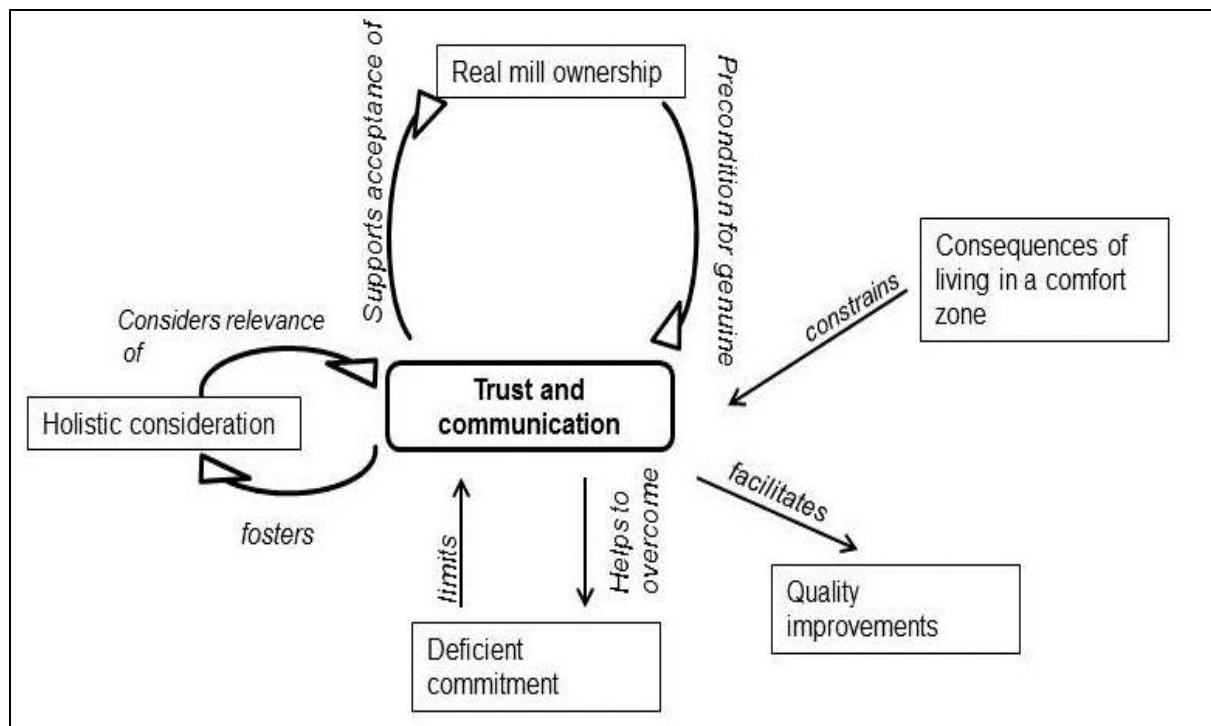 Supports acceptance of
Real mill ownership
Precondition for genuine
Consequences of
living in a comfort
zone
constrains
Considers relevance
of
Trust and
communication
Holistic consideration
fosters
limits
Helps to
overcome
facilitates
Quality
improvements
Deficient
commitment